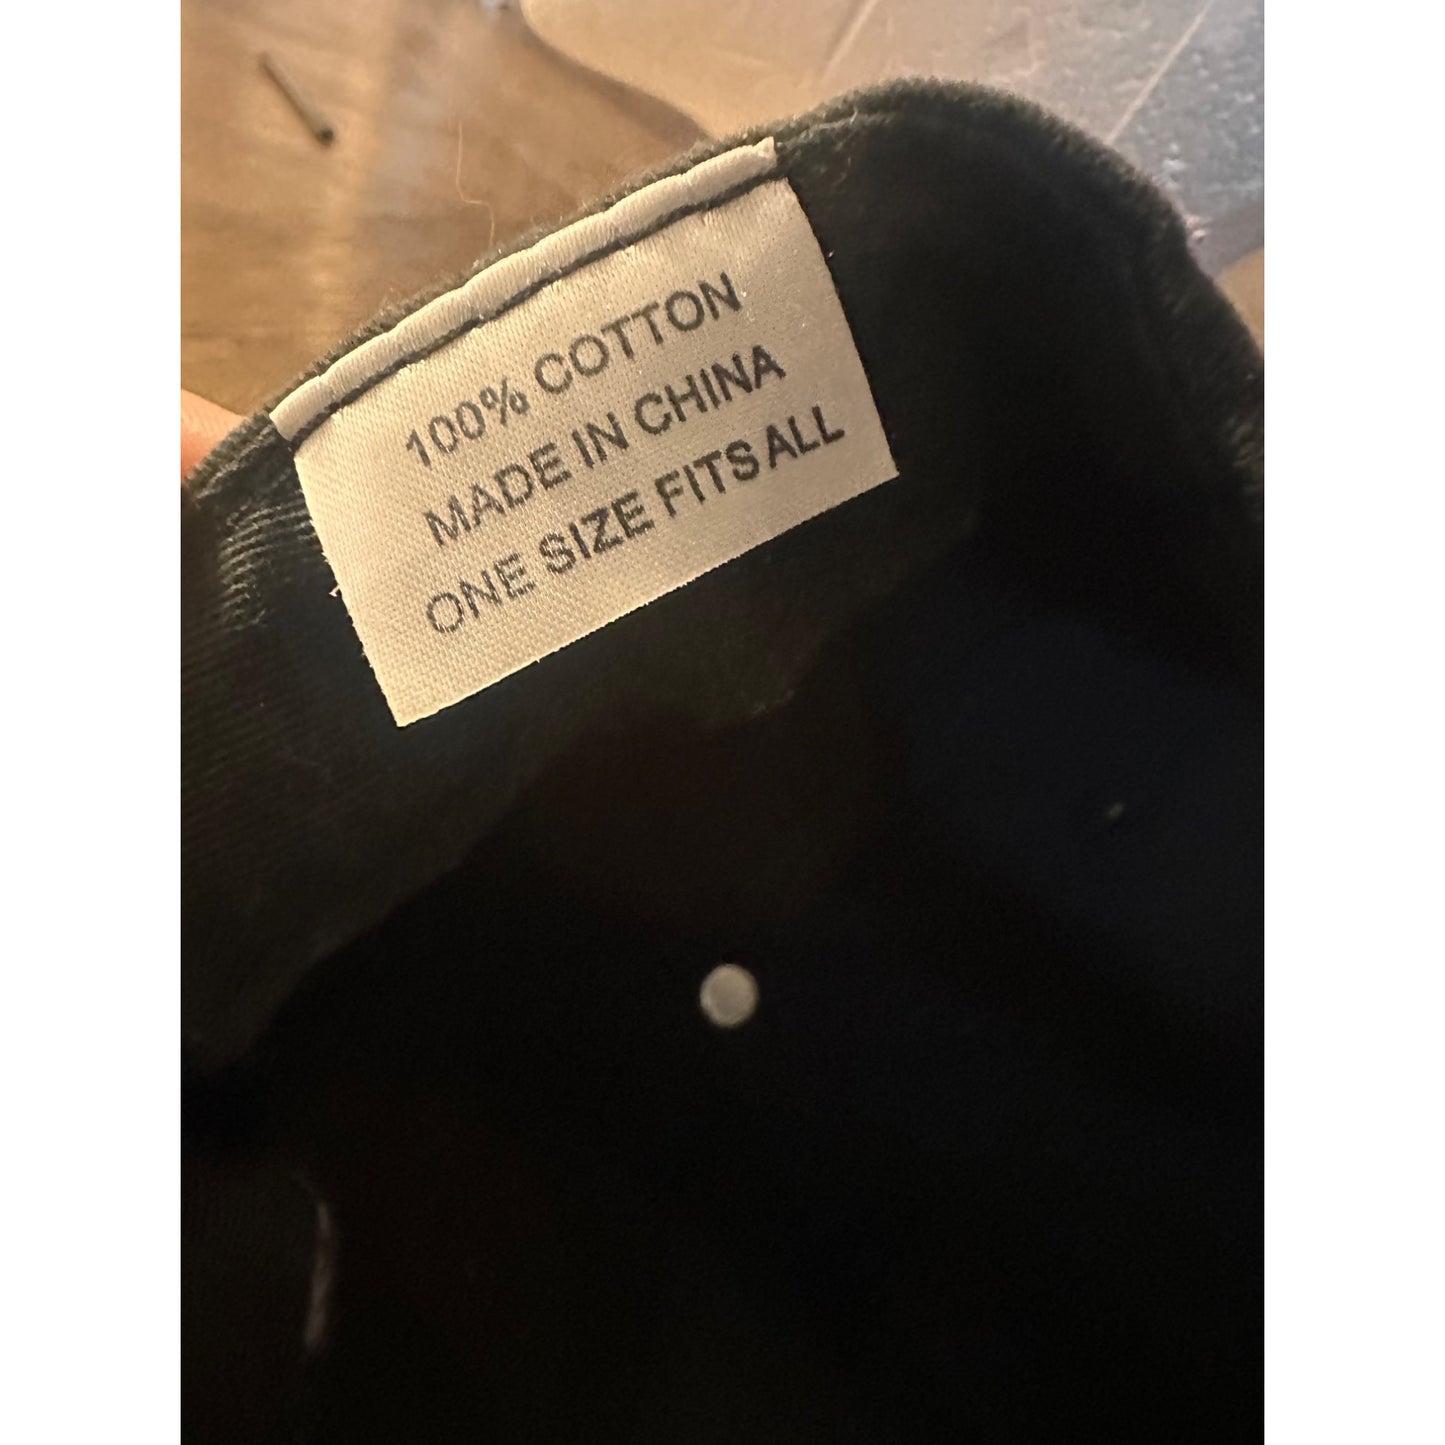 100% COTTON
MADE IN CHINA
ONE SIZE FITS ALL